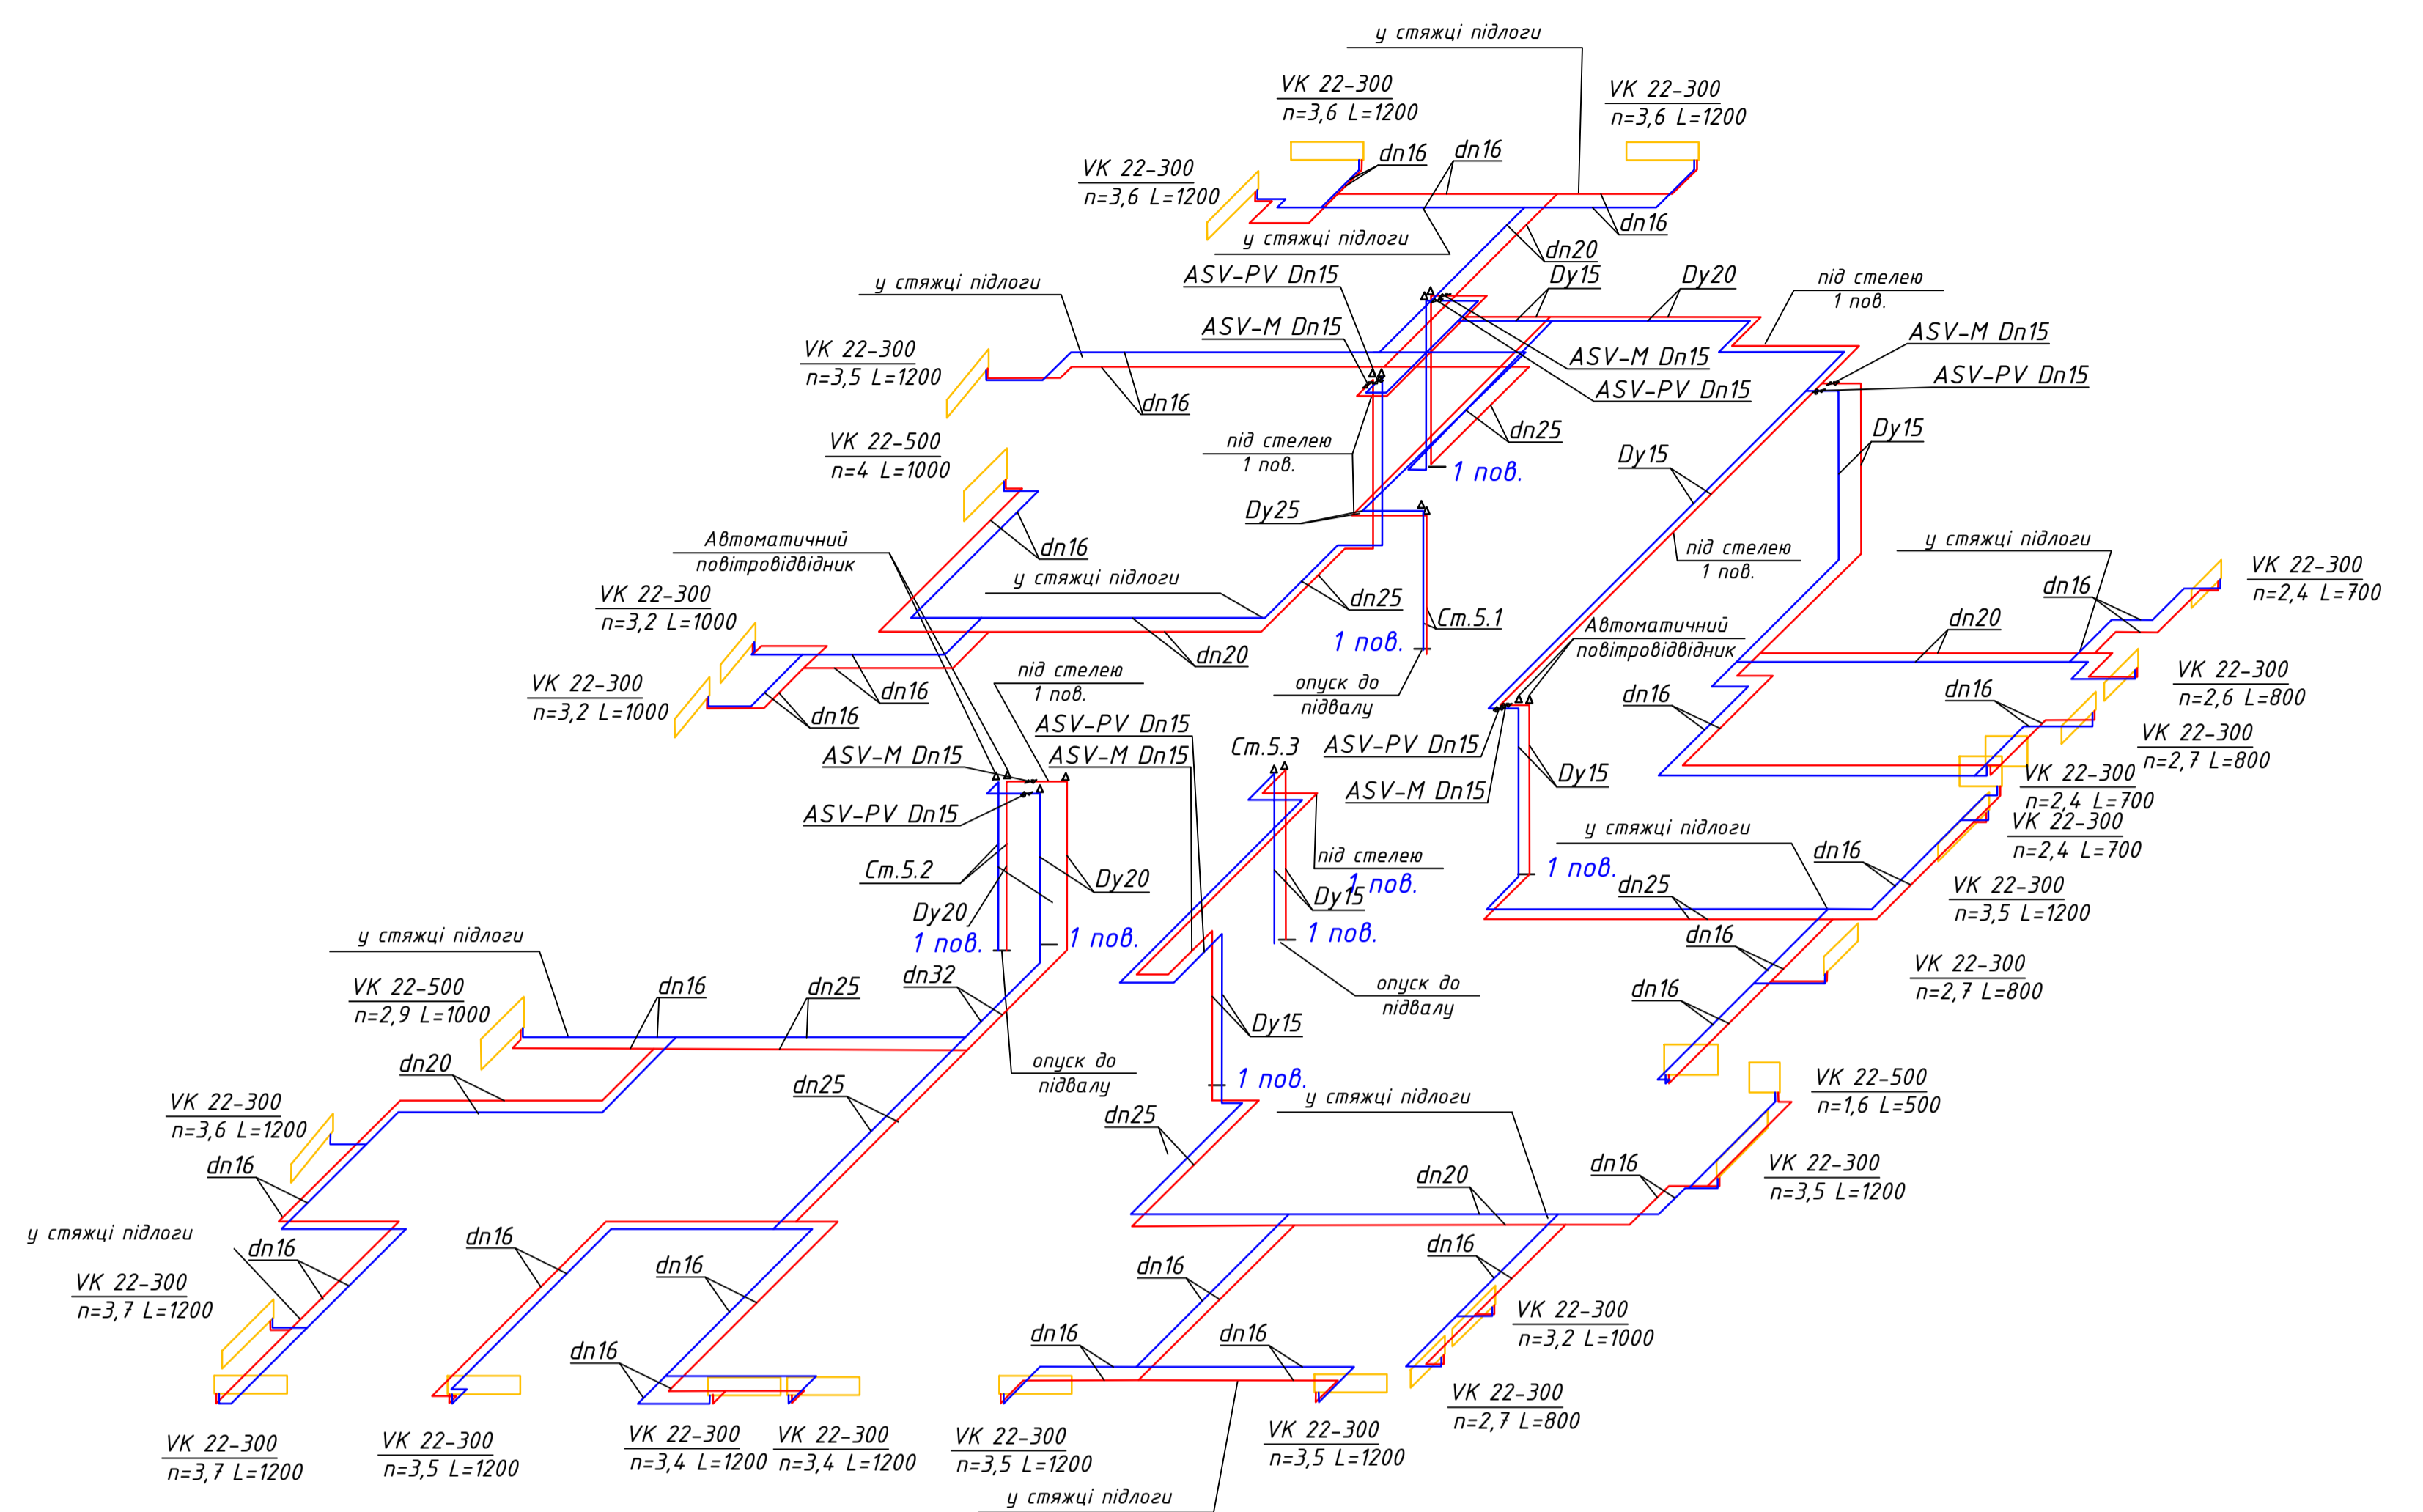 у стяжці підлоги
VK 22-300
n=3,6 L=1200
VK 22-300
n=3,6 L=1200
dn16
dn16
VK 22-300
n=3,6 L=1200
dn16
у стяжці підлоги
dn20
ASV-PV Dn15
Dy15
Dy20
під стелею
1 пов.
у стяжці підлоги
ASV-M Dn15
ASV-M Dn15
VK 22-300
n=3,5 L=1200
ASV-M Dn15
ASV-PV Dn15
ASV-PV Dn15
dn16
під стелею
1 пов.
dn25
Dy15
VK 22-500
n=4 L=1000
1 пов.
Dy15
Dy25
Автоматичний
повітровідвідник
dn16
під стелею
1 пов.
у стяжці підлоги
VK 22-300
n=2,4 L=700
у стяжці підлоги
dn16
VK 22-300
n=3,2 L=1000
dn25
Ст.5.1
dn20
1 пов.
Автоматичний
повітровідвідник
dn20
під стелею
1 пов.
VK 22-300
n=2,6 L=800
VK 22-300
n=3,2 L=1000
dn16
dn16
опуск до
підвалу
dn16
dn16
ASV-PV Dn15
VK 22-300
n=2,7 L=800
ASV-M Dn15
ASV-M Dn15
Ст.5.3
ASV-PV Dn15
Dy15
VK 22-300
n=2,4 L=700
ASV-M Dn15
ASV-PV Dn15
VK 22-300
n=2,4 L=700
у стяжці підлоги
під стелею
1 пов.
dn16
Ст.5.2
Dy20
1 пов.
Dy15
dn25
VK 22-300
n=3,5 L=1200
Dy20
1 пов.
1 пов.
1 пов.
у стяжці підлоги
dn16
dn32
VK 22-300
n=2,7 L=800
VK 22-500
n=2,9 L=1000
dn16
dn25
опуск до
підвалу
dn16
Dy15
dn20
опуск до
підвалу
dn25
1 пов.
VK 22-500
n=1,6 L=500
у стяжці підлоги
VK 22-300
n=3,6 L=1200
dn25
dn16
dn16
VK 22-300
n=3,5 L=1200
dn20
у стяжці підлоги
dn16
dn16
dn16
dn16
dn16
VK 22-300
n=3,7 L=1200
VK 22-300
n=3,2 L=1000
dn16
dn16
dn16
VK 22-300
n=2,7 L=800
VK 22-300
n=3,7 L=1200
VK 22-300
n=3,5 L=1200
VK 22-300
n=3,4 L=1200
VK 22-300
n=3,4 L=1200
VK 22-300
n=3,5 L=1200
VK 22-300
n=3,5 L=1200
у стяжці підлоги